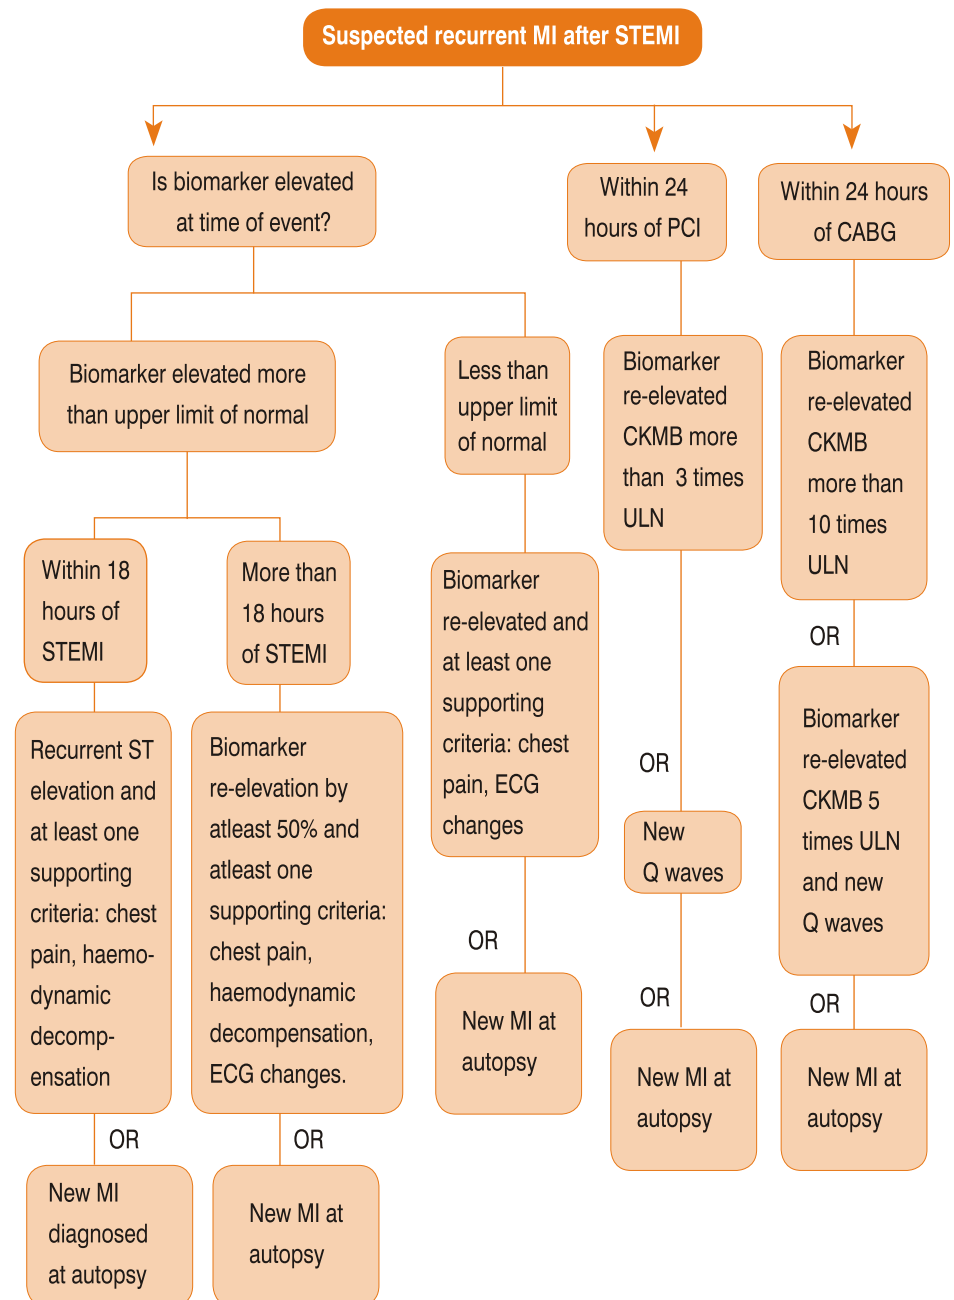 Suspected recurrent MI after STEMI
Is biomarker elevated
at time of event?
Within 24
hours of PCI
Within 24 hours
of CABG
Biomarker elevated more
than upper limit of normal
Less than
upper limit
of normal
Biomarker
re-elevated
CKMB more
than 3 times
ULN
Biomarker
re-elevated
CKMB
more than
10 times
ULN
Within 18
hours of
STEMI
More than
18 hours
of STEMI
Biomarker
re-elevated and
at least one
supporting
criteria: chest
pain, ECG
changes
OR
OR
Biomarker
re-elevated
CKMB 5
times ULN
and new
Q waves
Recurrent ST
elevation and
at least one
supporting
criteria: chest
pain, haemo-
dynamic
decomp-
ensation
Biomarker
re-elevation by
atleast 50% and
atleast one
supporting criteria:
chest pain,
haemodynamic
decompensation,
ECG changes.
New
Q waves
OR
OR
OR
New MI at
autopsy
New MI at
autopsy
New MI at
autopsy
OR
OR
New MI
diagnosed
at autopsy
New MI at
autopsy